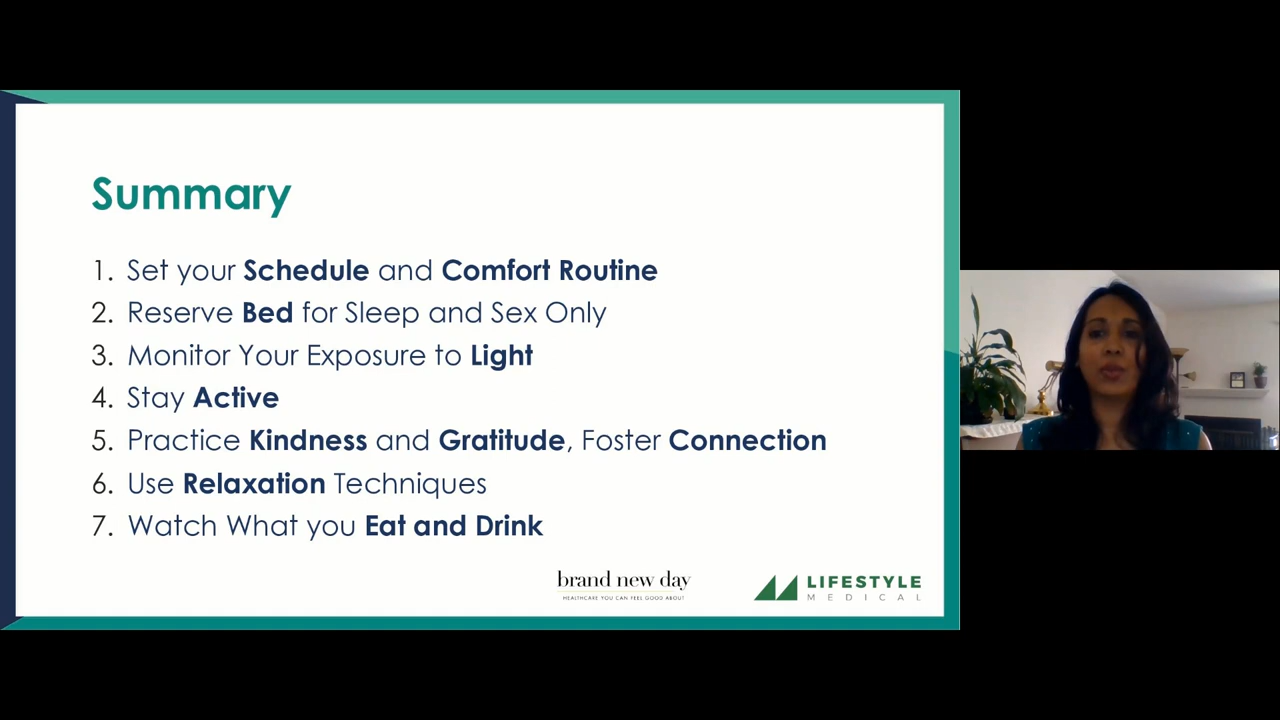 Summary
1. Set your Schedule and Comfort Routine
2. Reserve Bed for Sleep and Sex Only
3. Monitor Your Exposure to Light
4. Stay Active
5. Practice Kindness and Gratitude, Foster Connection
6. Use Relaxation Techniques
7. Watch What you Eat and Drink
brand new day
HEALTHCARE YOU CAN FEEL GOOD ABOUT
LIFESTYLE
MEDICAL